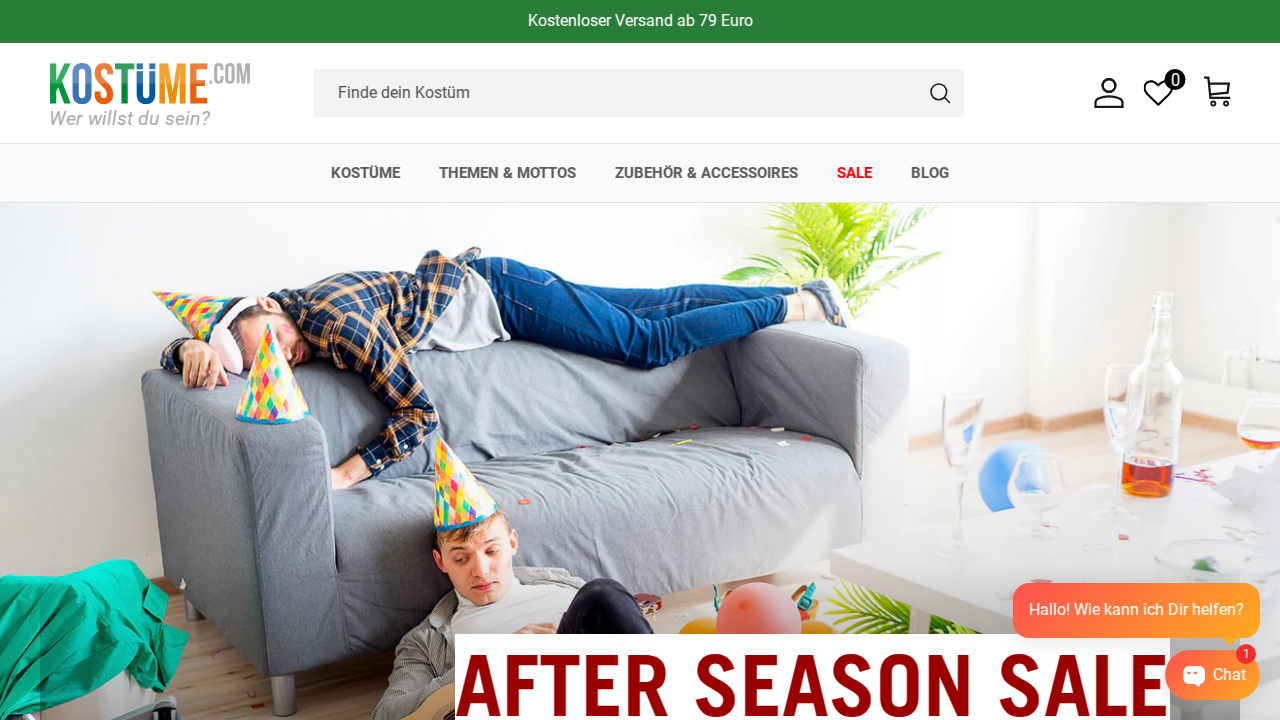 Kostenloser Versand ab 79 Euro
KOSTÜME.COM
Wer willst du sein?
Finde dein Kostüm
0
KOSTÜME
THEMEN & MOTTOS
ZUBEHÖR & ACCESSOIRES
SALE
BLOG
Hallo! Wie kann ich Dir helfen?
1
Chat
AFTER SEASON SALE